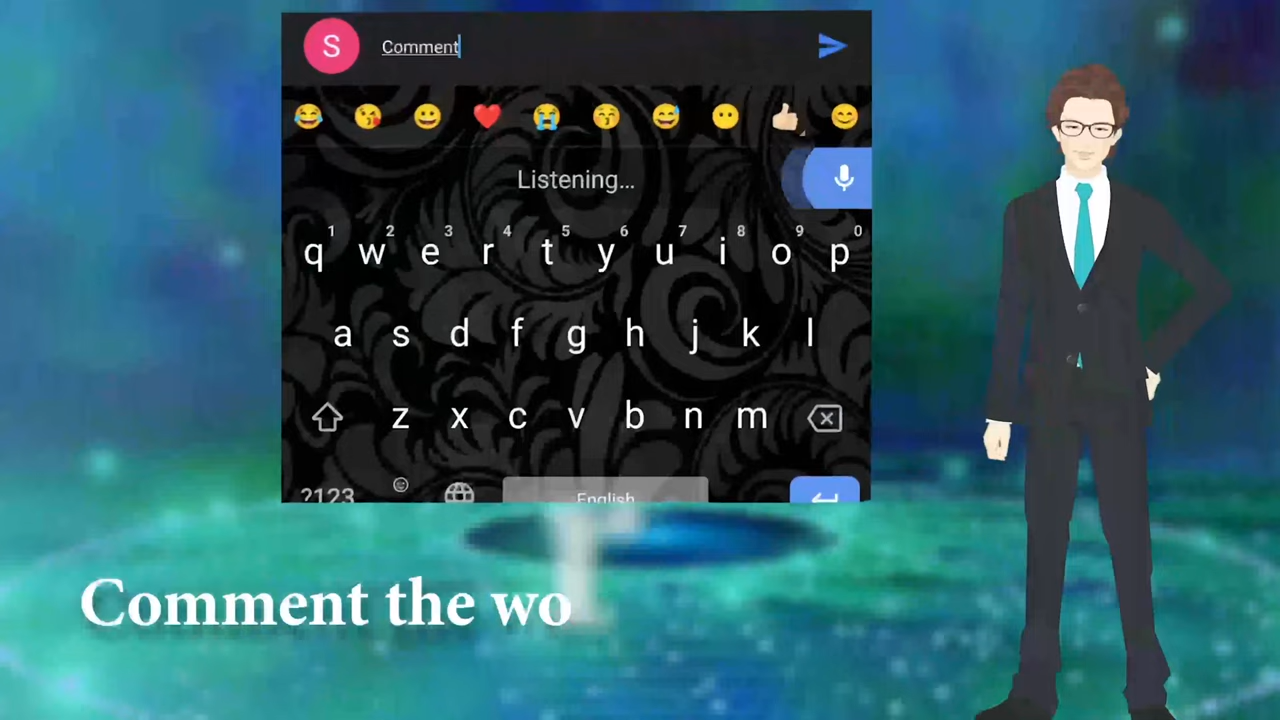 S Comment
Listening...
1 2 3 4 5 6 7 8 9 0
q w e r t y u i o p
a s d f g h j k l
z x c v b n m
?123 English
Comment the wo